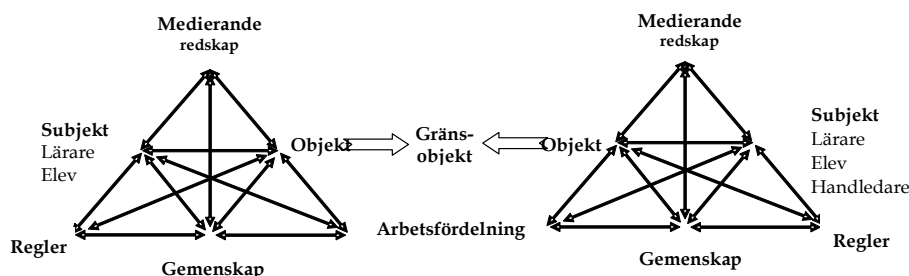 Medierande
redskap
Subjekt
Lärare
Elev
Objekt
Regler
Gemenskap
Gräns-
objekt
Arbetsfördelning
Medierande
redskap
Objekt
Subjekt
Lärare
Elev
Handledare
Regler
Gemenskap